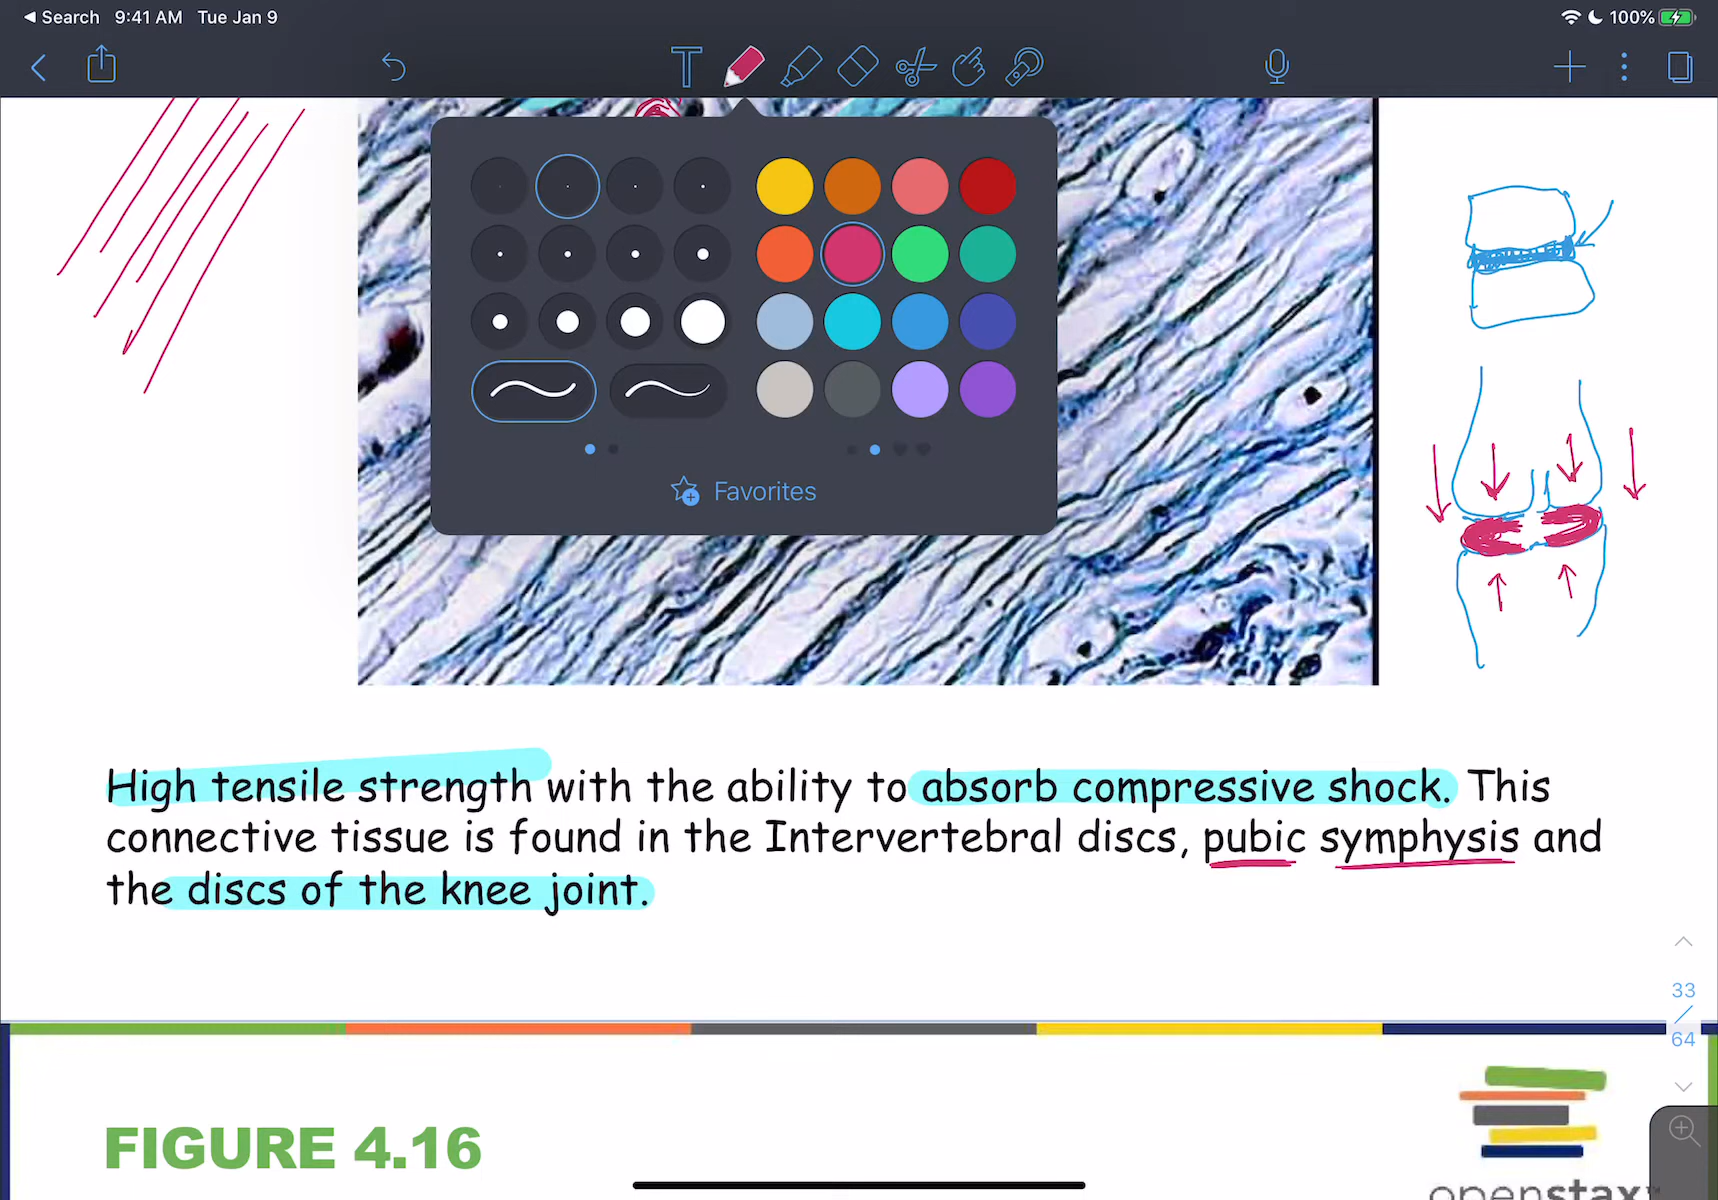 Search 9:41 AM Tue Jan 9 100%
Favorites
High tensile strength with the ability to absorb compressive shock. This
connective tissue is found in the Intervertebral discs, pubic symphysis and
the discs of the knee joint.
33
/
64
FIGURE 4.16
openstax™